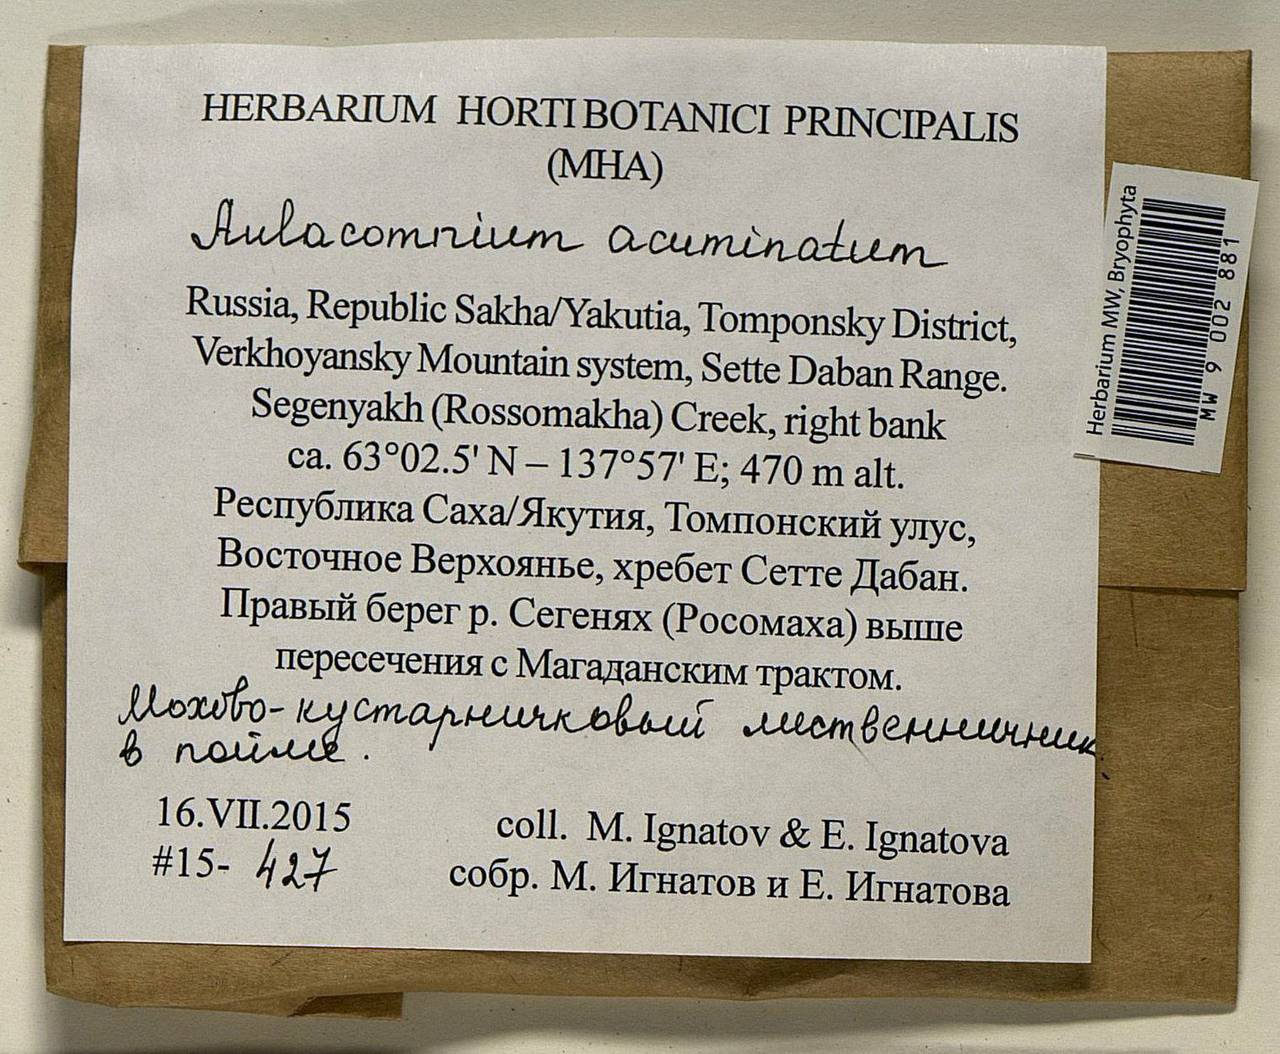 HERBARIUM HORTI BOTANICI PRINCIPALIS
(MHA)
Aulacomnium acuminatum
Russia, Republic Sakha/Yakutia, Tomponsky District,
Verkhoyansky Mountain system, Sette Daban Range.
Segenyakh (Rossomakha) Creek, right bank
ca. 63°02.5' N – 137°57' E; 470 m alt.
Республика Саха/Якутия, Томпонский улус,
Восточное Верхоянье, хребет Сетте Дабан.
Правый берег р. Сегенях (Росомаха) выше
пересечения с Магаданским трактом.
Мохово-кустарничковый лиственничник
в пойме.
16.VII.2015
#15- 427
coll. M. Ignatov & E. Ignatova
собр. М. Игнатов и Е. Игнатова
Herbarium MW, Bryophyta
MW 9 002 881